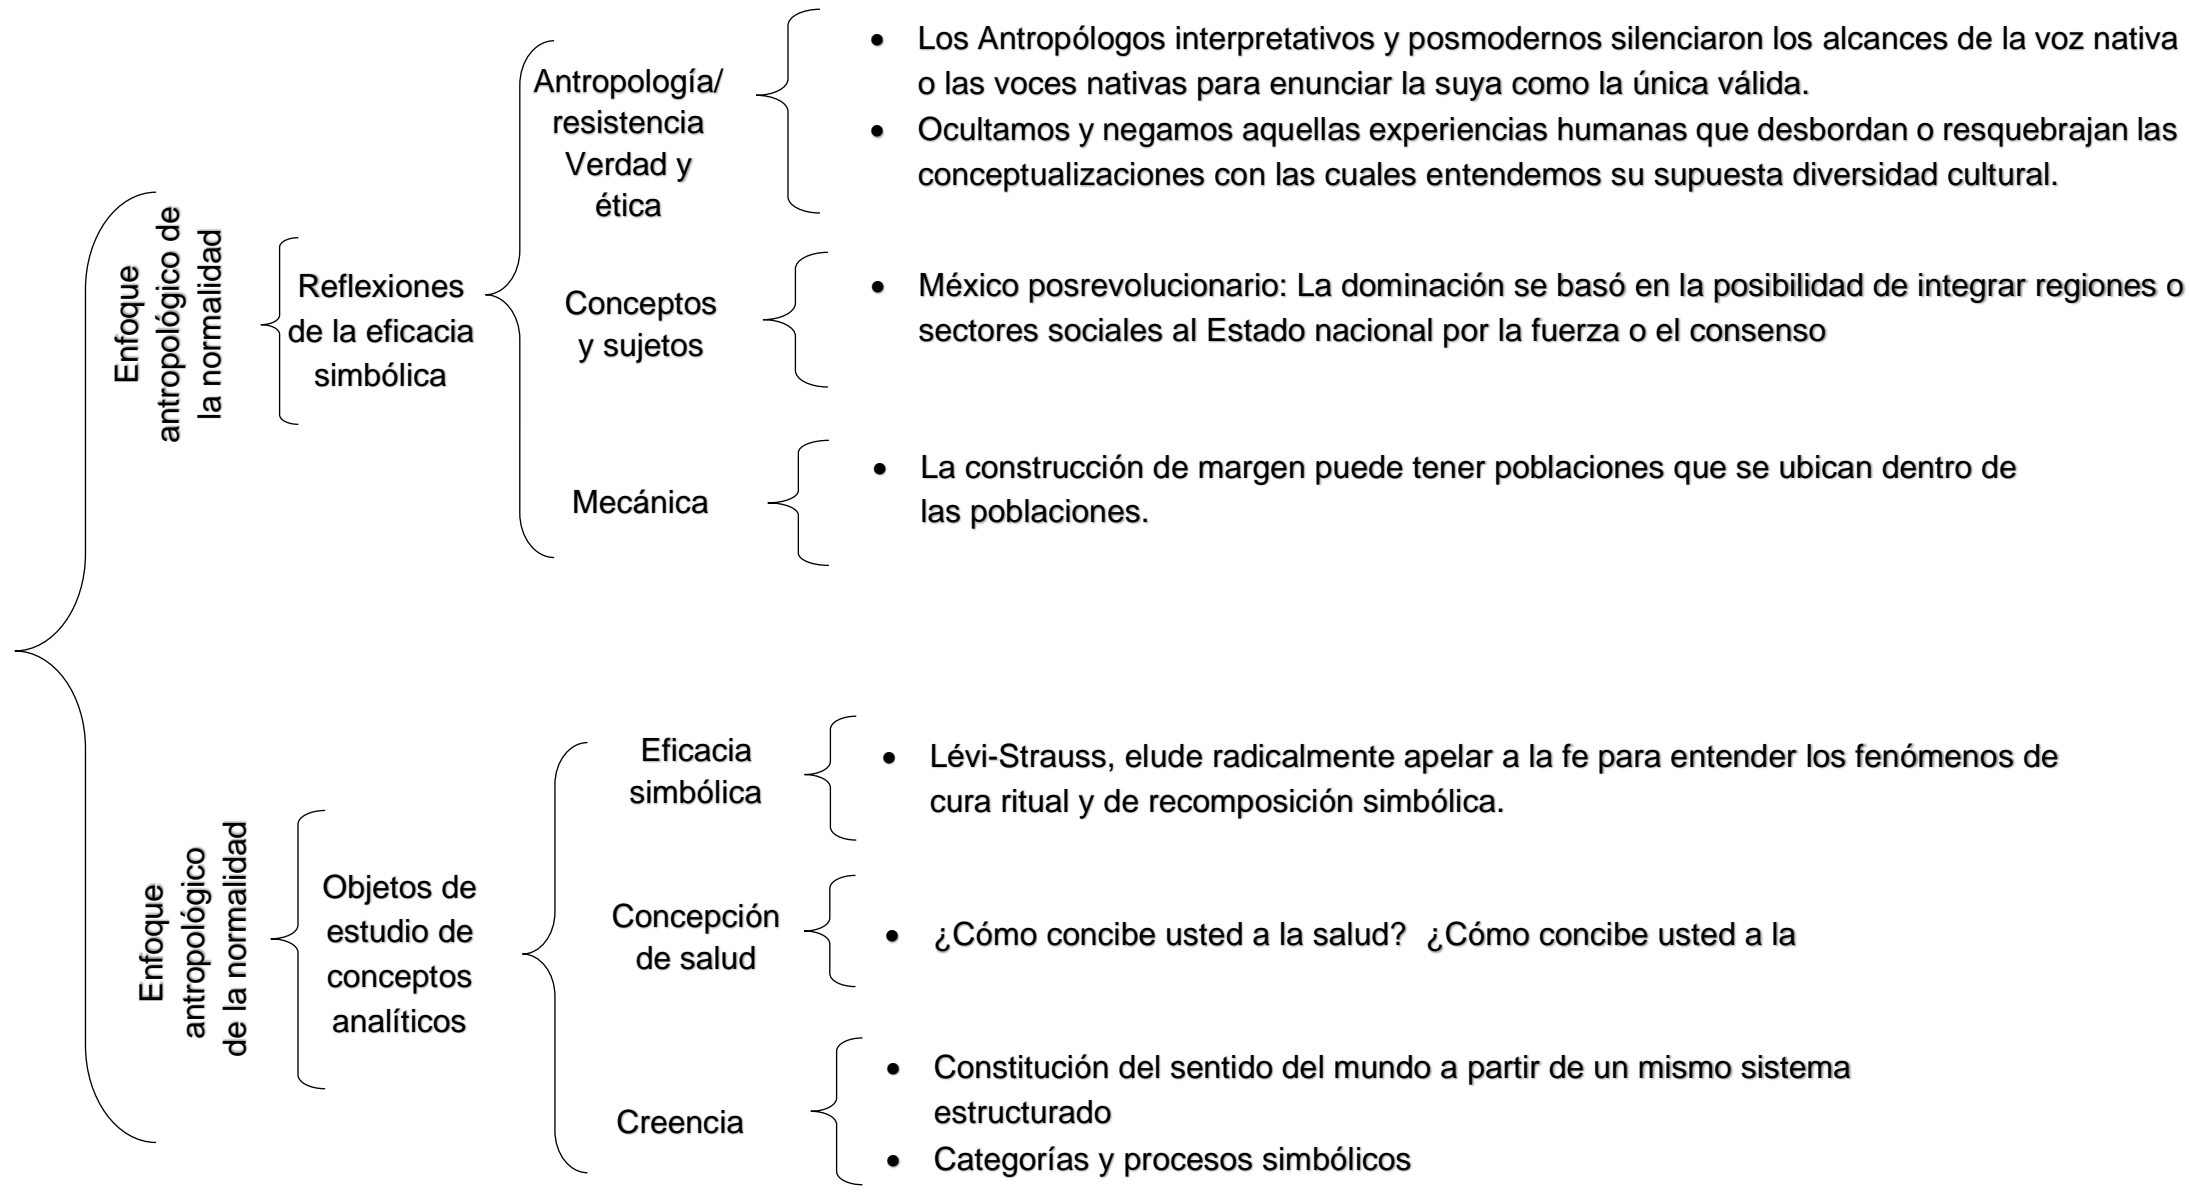 Enfoque
antropológico de
la normalidad
Reflexiones
de la eficacia
simbólica
Antropología/
resistencia
Verdad y
ética
• Los Antropólogos interpretativos y posmodernos silenciaron los alcances de la voz nativa
o las voces nativas para enunciar la suya como la única válida.
• Ocultamos y negamos aquellas experiencias humanas que desbordan o resquebrajan las
conceptualizaciones con las cuales entendemos su supuesta diversidad cultural.
Conceptos
y sujetos
• México posrevolucionario: La dominación se basó en la posibilidad de integrar regiones o
sectores sociales al Estado nacional por la fuerza o el consenso
Mecánica
• La construcción de margen puede tener poblaciones que se ubican dentro de
las poblaciones.
Enfoque
antropológico
de la normalidad
Objetos de
estudio de
conceptos
analíticos
Eficacia
simbólica
• Lévi-Strauss, elude radicalmente apelar a la fe para entender los fenómenos de
cura ritual y de recomposición simbólica.
Concepción
de salud
• ¿Cómo concibe usted a la salud?  ¿Cómo concibe usted a la
Creencia
• Constitución del sentido del mundo a partir de un mismo sistema
estructurado
• Categorías y procesos simbólicos